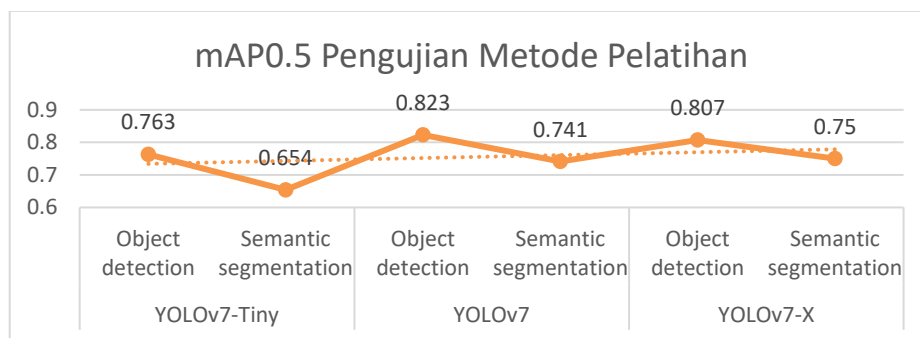 mAP0.5 Pengujian Metode Pelatihan
0.9
0.8
0.7
0.6
0.763
0.654
0.823
0.741
0.807
0.75
Object
detection
Semantic
segmentation
Object
detection
Semantic
segmentation
Object
detection
Semantic
segmentation
YOLOv7-Tiny
YOLOv7
YOLOv7-X